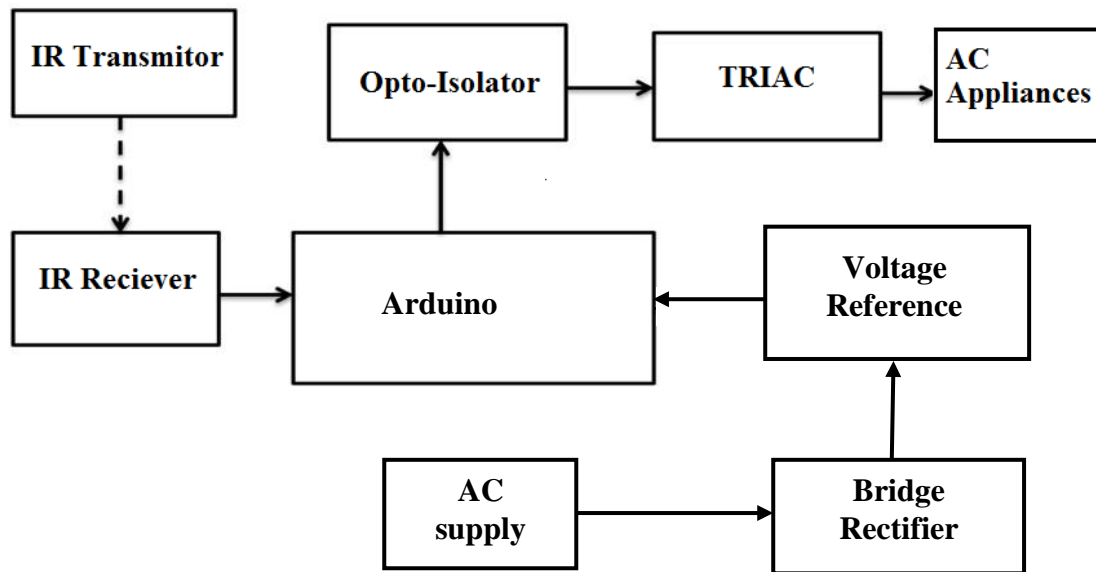 IR Transmitor
Opto-Isolator
TRIAC
AC
Appliances
IR Reciever
Arduino
Voltage
Reference
AC
supply
Bridge
Rectifier